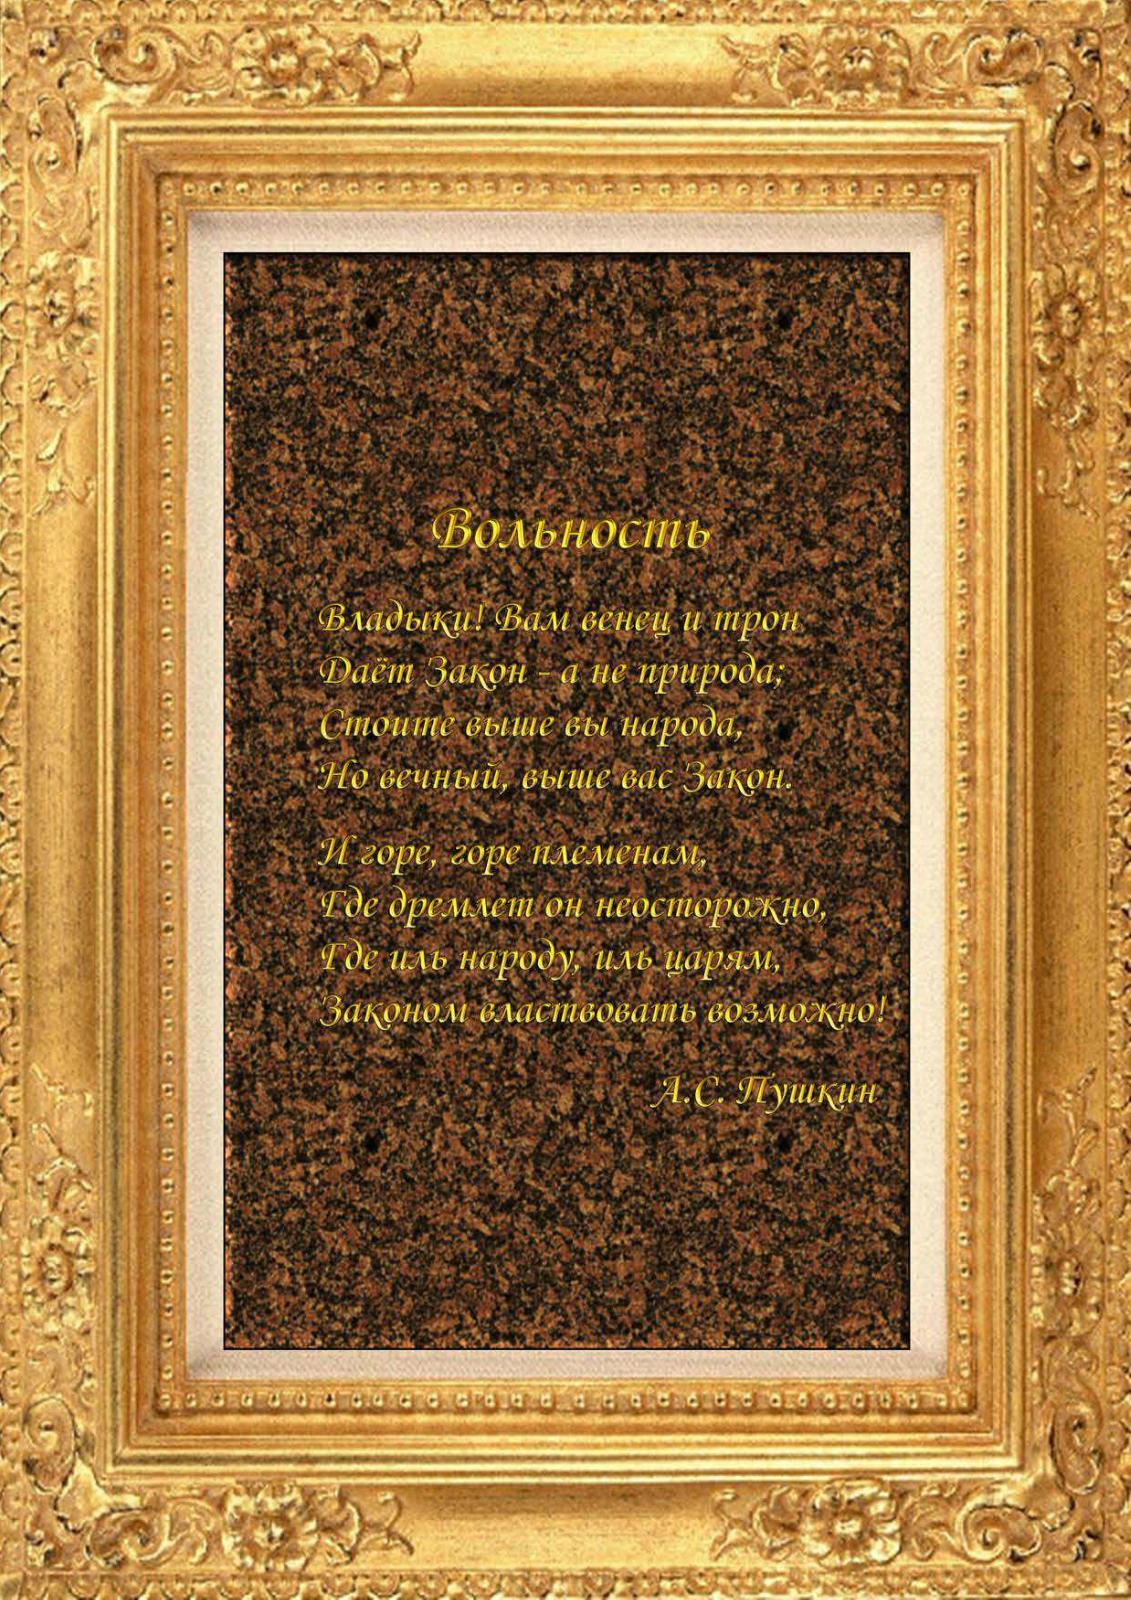 Вольность
Владыки! Вам венец и трон
Даёт Закон - а не природа;
Стоите выше вы народа,
Но вечный, выше вас Закон.
И горе, горе племенам,
Где дремлет он неосторожно,
Где иль народу, иль царям,
Законом властвовать возможно!
А.С. Пушкин